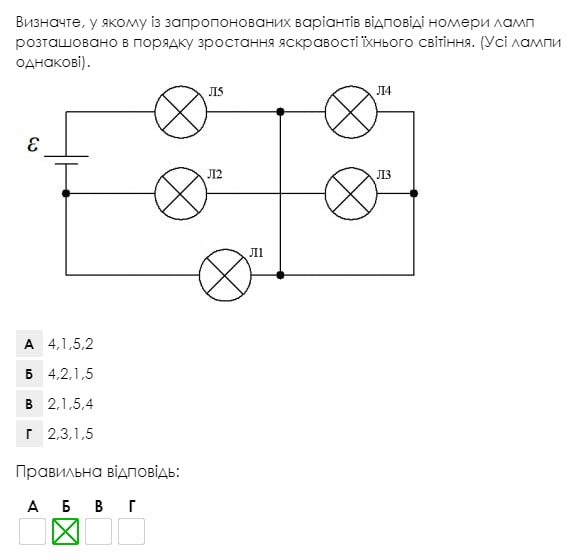 Визначте, у якому із запропонованих варіантів відповіді номери ламп
розташовано в порядку зростання яскравості їхнього світіння. (Усі лампи
однакові).
Л5
Л4
ℰ
Л2
Л3
Л1
А 4,1,5,2
Б 4,2,1,5
В 2,1,5,4
Г 2,3,1,5
Правильна відповідь:
А Б В Г